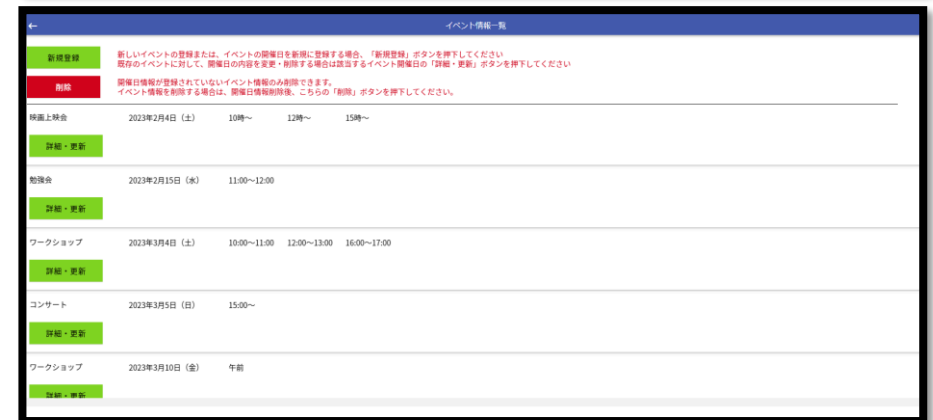 ← イベント情報一覧
新規登録 新しいイベントの登録または、イベントの開催日を新規に登録する場合、「新規登録」ボタンを押下してください
既存のイベントに対して、開催日の内容を変更・削除する場合は該当するイベント開催日の「詳細・更新」ボタンを押下してください
削除 開催日情報が登録されていないイベント情報のみ削除できます。
イベント情報を削除する場合は、開催日情報削除後、こちらの「削除」ボタンを押下してください。
映画上映会 2023年2月4日（土） 10時～ 12時～ 15時～
詳細・更新
勉強会 2023年2月15日（水） 11:00～12:00
詳細・更新
ワークショップ 2023年3月4日（土） 10:00～11:00 12:00～13:00 16:00～17:00
詳細・更新
コンサート 2023年3月5日（日） 15:00～
詳細・更新
ワークショップ 2023年3月10日（金） 午前
詳細・更新